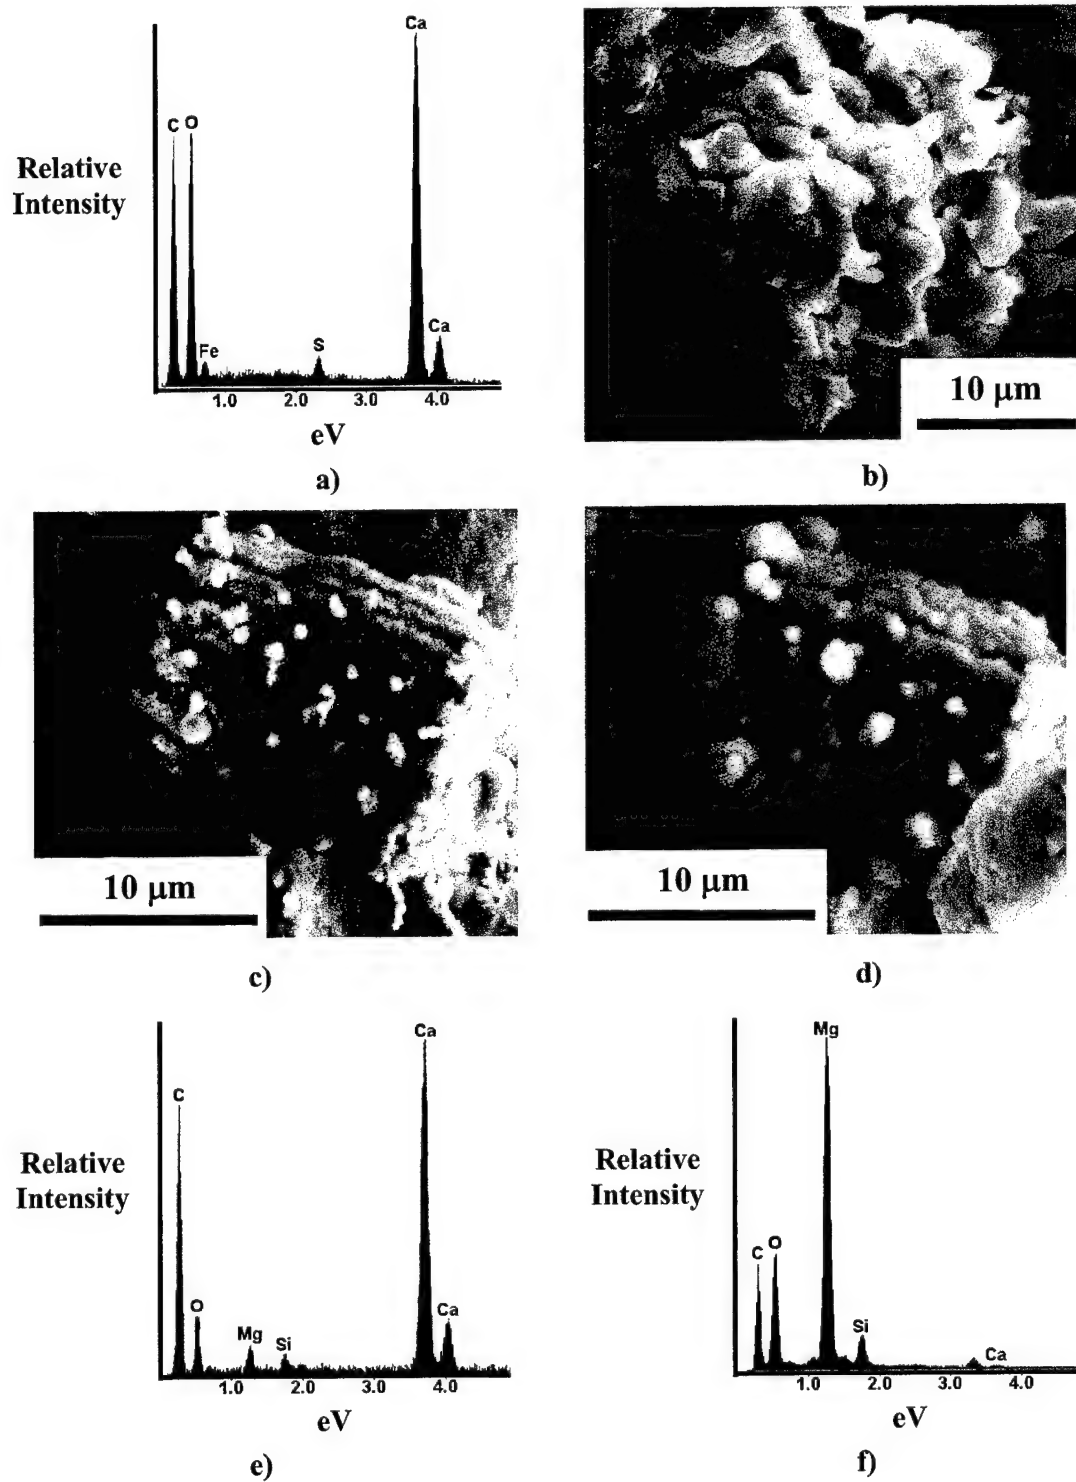 Ca
C O
Relative
Intensity
Fe
S
Ca
1.0 2.0 3.0 4.0
eV
a)
10 μm
b)
10 μm
c)
10 μm
d)
Ca
C
Relative
Intensity
O
Mg
Si
Ca
1.0 2.0 3.0 4.0
eV
e)
Mg
Relative
Intensity
C O
Si
Ca
1.0 2.0 3.0 4.0
eV
f)